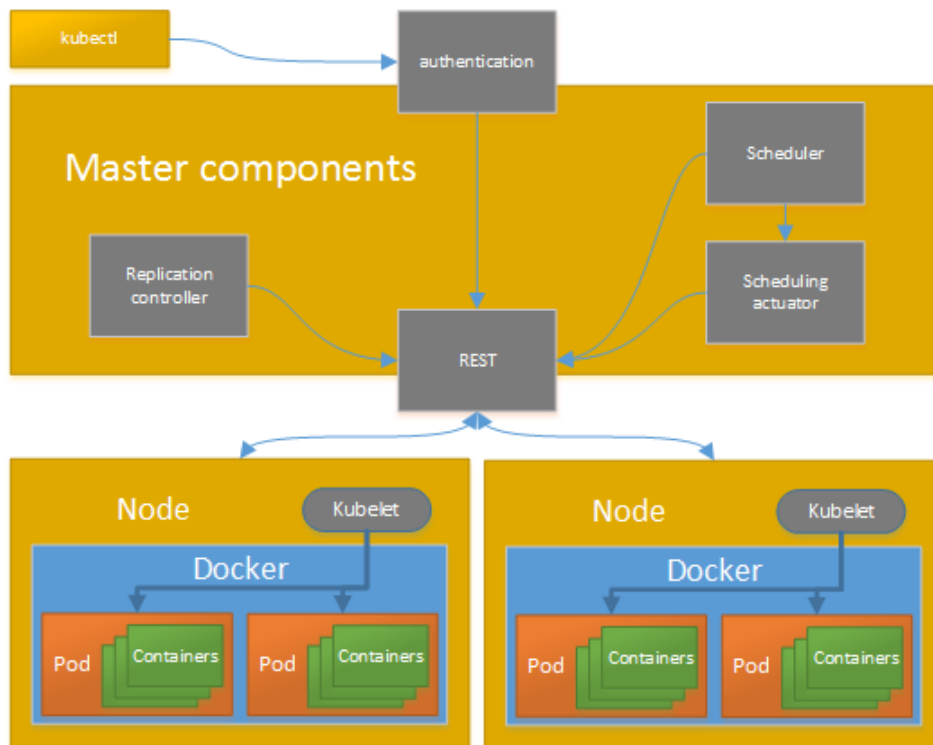 kubectl
authentication
Master components
Scheduler
Replication
controller
Scheduling
actuator
REST
Node
Kubelet
Docker
Pod
Containers
Pod
Containers
Node
Kubelet
Docker
Pod
Containers
Pod
Containers